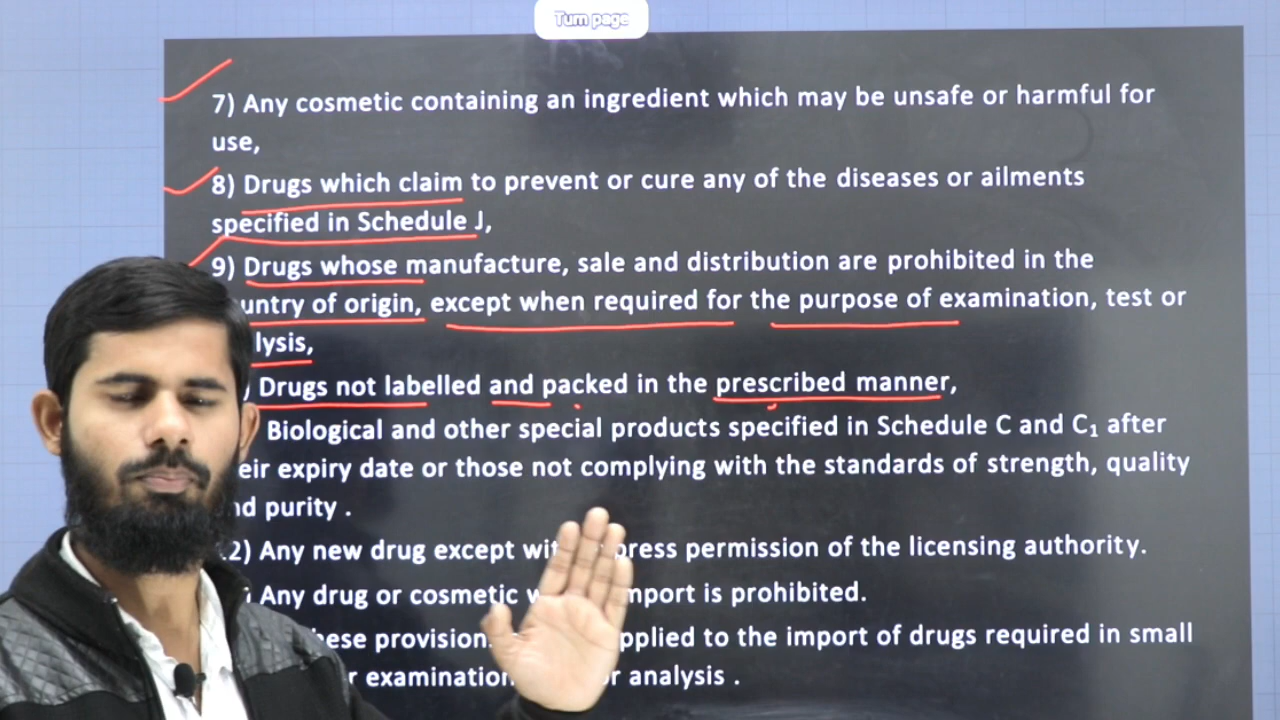 Turn page
7) Any cosmetic containing an ingredient which may be unsafe or harmful for
use,
8) Drugs which claim to prevent or cure any of the diseases or ailments
specified in Schedule J,
9) Drugs whose manufacture, sale and distribution are prohibited in the
untry of origin, except when required for the purpose of examination, test or
lysis,
) Drugs not labelled and packed in the prescribed manner,
Biological and other special products specified in Schedule C and C₁ after
eir expiry date or those not complying with the standards of strength, quality
nd purity .
2) Any new drug except press permission of the licensing authority.
Any drug or cosmetic mport is prohibited.
hese provision pplied to the import of drugs required in small
r examination r analysis .